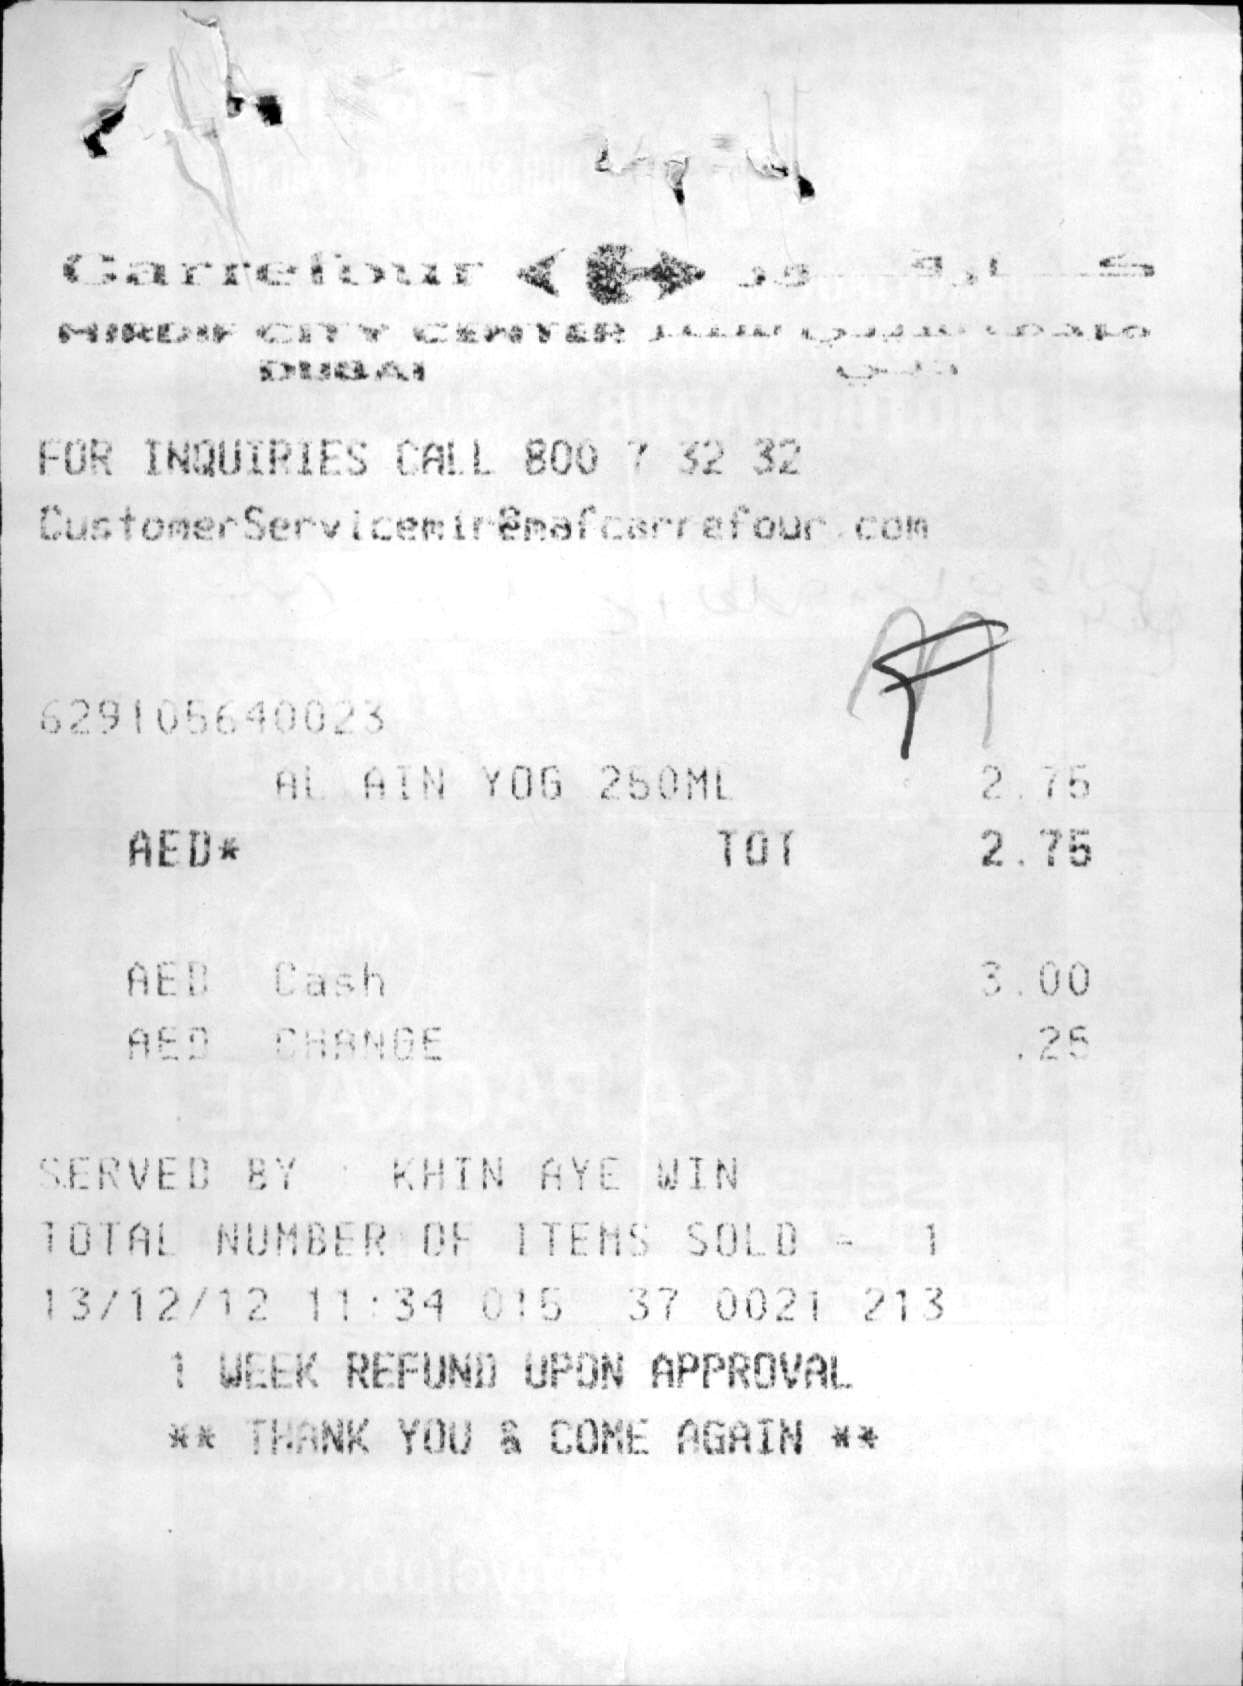 Carrefour
MIRDIF CITY CENTER
DUBAI
FOR INQUIRIES CALL 800 7 32 32
CustomerServicemir@mafcarrefour.com
629105640023
AL AIN YOG 250ML 2.75
AED* TOT 2.75
AED Cash 3.00
AED CHANGE .25
SERVED BY : KHIN AYE WIN
TOTAL NUMBER OF ITEMS SOLD = 1
13/12/12 11:34 015 37 0021 213
1 WEEK REFUND UPON APPROVAL
** THANK YOU & COME AGAIN **